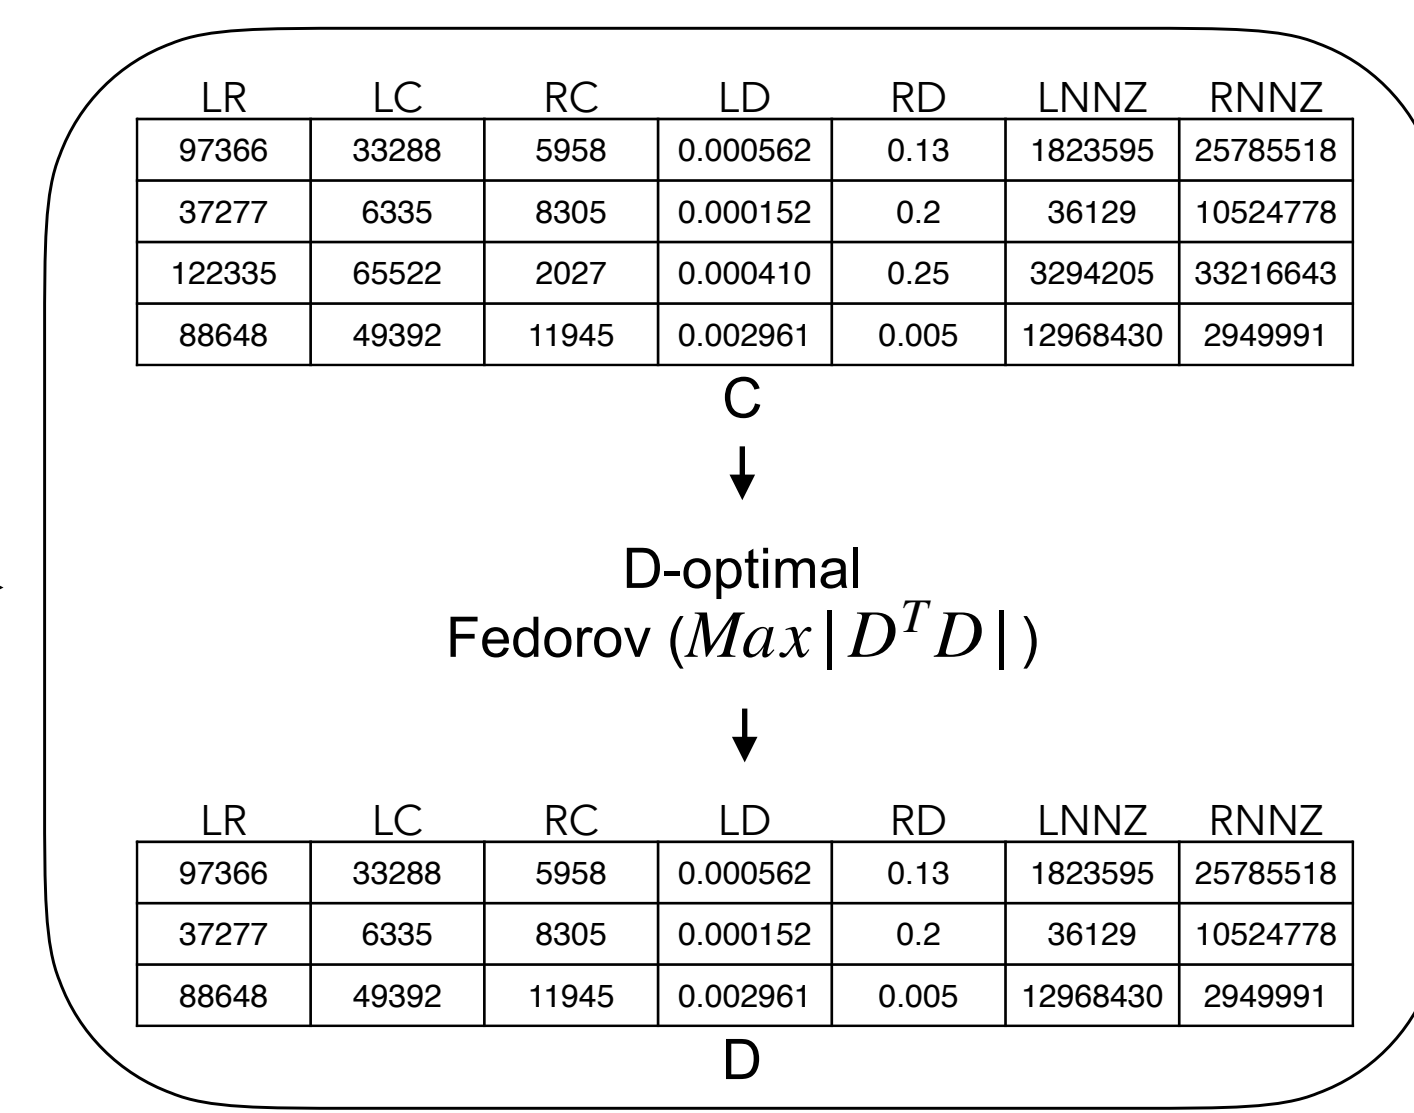 LR LC RC LD RD LNNZ RNNZ
97366 33288 5958 0.000562 0.13 1823595 25785518
37277 6335 8305 0.000152 0.2 36129 10524778
122335 65522 2027 0.000410 0.25 3294205 33216643
88648 49392 11945 0.002961 0.005 12968430 2949991
C
D-optimal
Fedorov (Max|D^T D|)
LR LC RC LD RD LNNZ RNNZ
97366 33288 5958 0.000562 0.13 1823595 25785518
37277 6335 8305 0.000152 0.2 36129 10524778
88648 49392 11945 0.002961 0.005 12968430 2949991
D